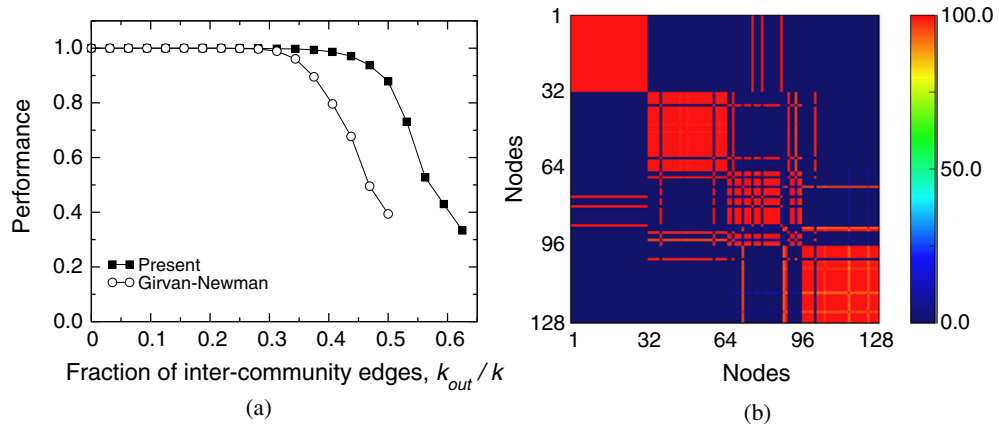 (a)
1.0
0.8
0.6
0.4
0.2
0.0
Performance
Present
Girvan-Newman
0 0.1 0.2 0.3 0.4 0.5 0.6
Fraction of inter-community edges, k_out / k
(a)
1
32
64
96
128
Nodes
1 32 64 96 128
Nodes
(b)
100.0
50.0
0.0